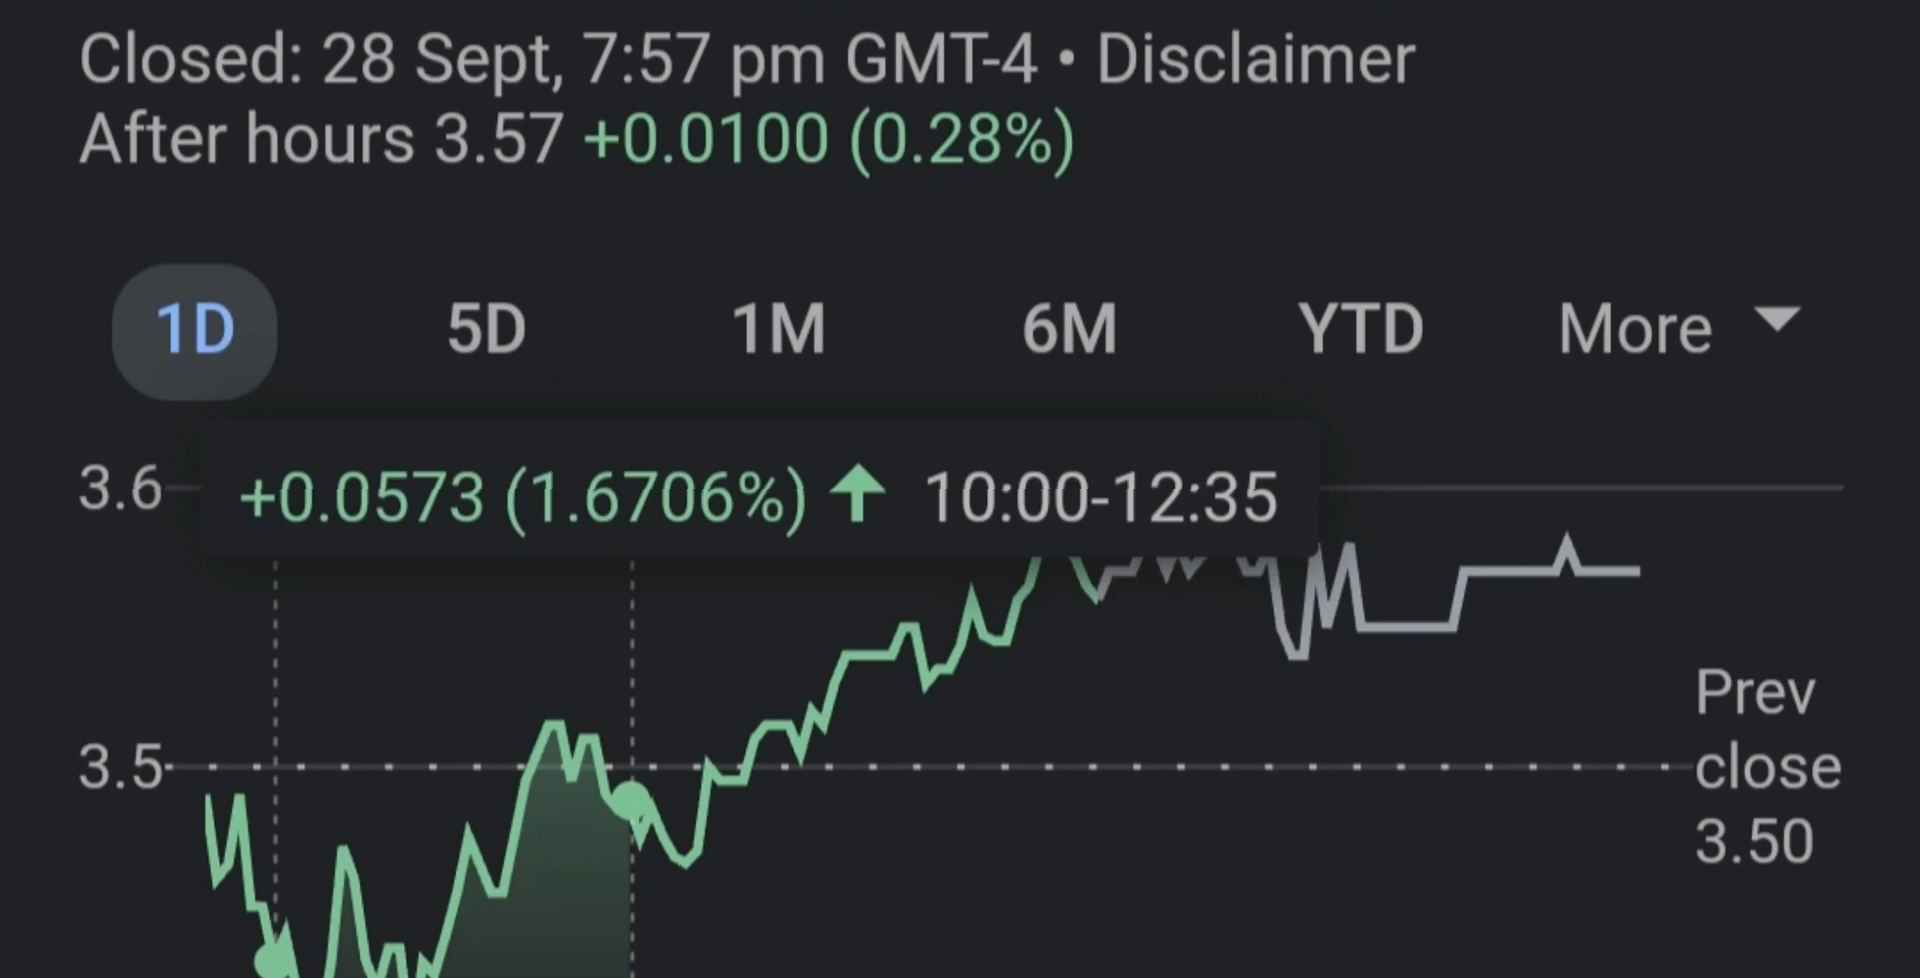 Closed: 28 Sept, 7:57 pm GMT-4 • Disclaimer
After hours 3.57 +0.0100 (0.28%)
1D 5D 1M 6M YTD More
+0.0573 (1.6706%) 10:00-12:35
3.6
3.5
Prev
close
3.50